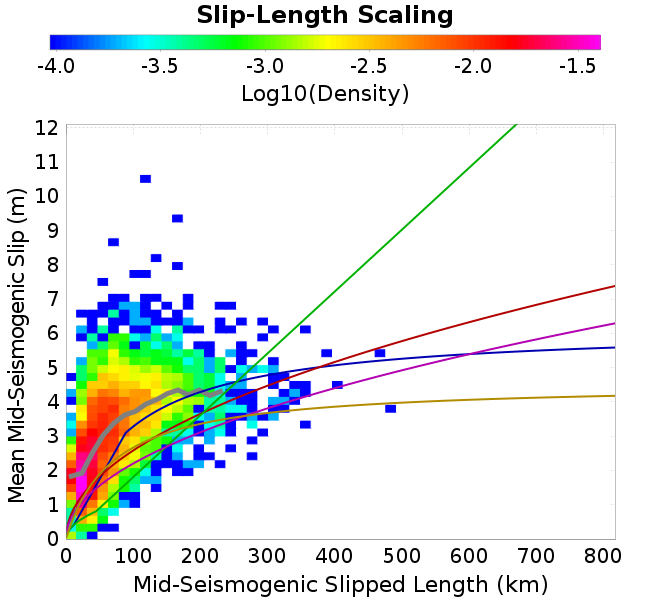 Slip-Length Scaling
-4.0 -3.5 -3.0 -2.5 -2.0 -1.5
Log10(Density)
12
11
10
9
8
7
6
5
4
3
2
1
0
Mean Mid-Seismogenic Slip (m)
0 100 200 300 400 500 600 700 800
Mid-Seismogenic Slipped Length (km)